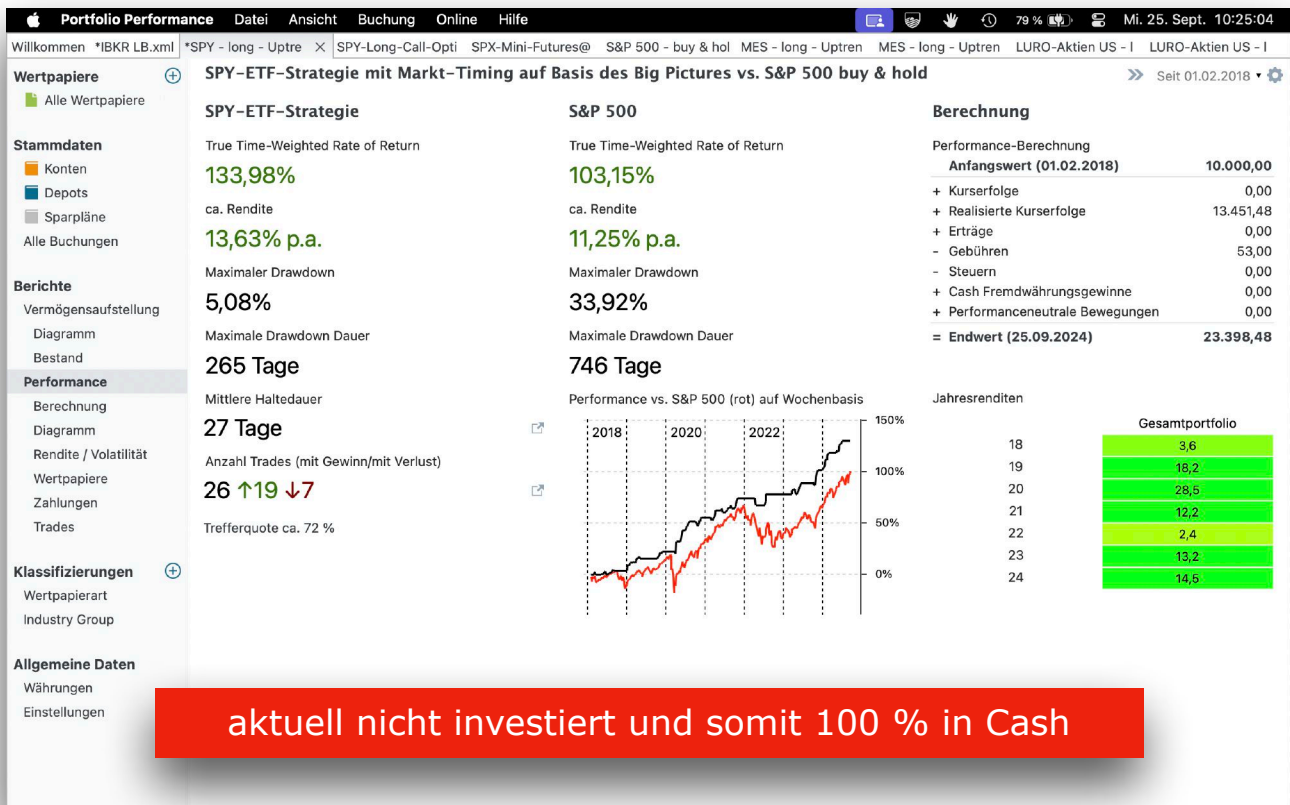 Portfolio Performance Datei Ansicht Buchung Online Hilfe 79 % Mi. 25. Sept. 10:25:04
Willkommen *IBKR LB.xml *SPY - long - Uptre SPY-Long-Call-Opti SPX-Mini-Futures@ S&P 500 - buy & hol MES - long - Uptren MES - long - Uptren LURO-Aktien US - l LURO-Aktien US - l
Wertpapiere
Alle Wertpapiere
Stammdaten
Konten
Depots
Sparpläne
Alle Buchungen
Berichte
Vermögensaufstellung
Diagramm
Bestand
Performance
Berechnung
Diagramm
Rendite / Volatilität
Wertpapiere
Zahlungen
Trades
Klassifizierungen
Wertpapierart
Industry Group
Allgemeine Daten
Währungen
Einstellungen
SPY-ETF-Strategie mit Markt-Timing auf Basis des Big Pictures vs. S&P 500 buy & hold
Seit 01.02.2018
SPY-ETF-Strategie
True Time-Weighted Rate of Return
133,98%
ca. Rendite
13,63% p.a.
Maximaler Drawdown
5,08%
Maximale Drawdown Dauer
265 Tage
Mittlere Haltedauer
27 Tage
Anzahl Trades (mit Gewinn/mit Verlust)
26 ↑19 ↓7
Trefferquote ca. 72 %
S&P 500
True Time-Weighted Rate of Return
103,15%
ca. Rendite
11,25% p.a.
Maximaler Drawdown
33,92%
Maximale Drawdown Dauer
746 Tage
Performance vs. S&P 500 (rot) auf Wochenbasis
2018 2020 2022
150%
100%
50%
0%
Berechnung
Performance-Berechnung
Anfangswert (01.02.2018) 10.000,00
+ Kurserfolge 0,00
+ Realisierte Kurserfolge 13.451,48
+ Erträge 0,00
- Gebühren 53,00
- Steuern 0,00
+ Cash Fremdwährungsgewinne 0,00
+ Performanceneutrale Bewegungen 0,00
= Endwert (25.09.2024) 23.398,48
Jahresrenditen
Gesamtportfolio
18 3,6
19 18,2
20 28,5
21 12,2
22 2,4
23 13,2
24 14,5
aktuell nicht investiert und somit 100 % in Cash